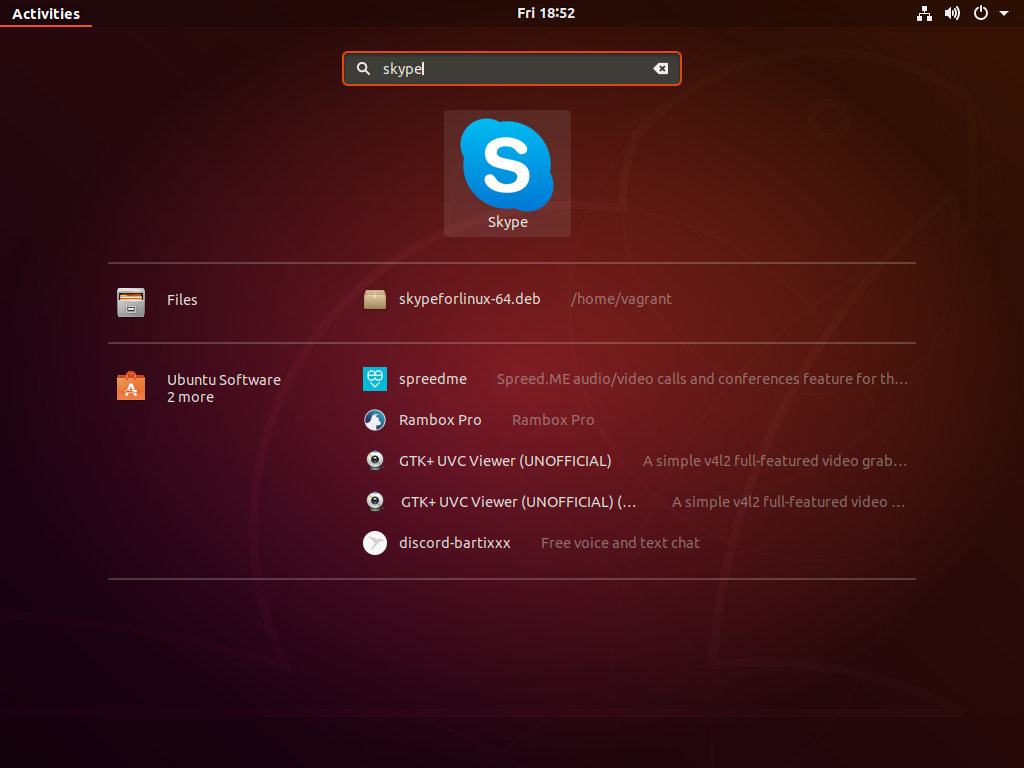 Activities
Fri 18:52
skype
S
Skype
Files
skypeforlinux-64.deb /home/vagrant
Ubuntu Software
2 more
spreedme Spreed.ME audio/video calls and conferences feature for th...
Rambox Pro Rambox Pro
GTK+ UVC Viewer (UNOFFICIAL) A simple v4l2 full-featured video grab...
GTK+ UVC Viewer (UNOFFICIAL) (... A simple v4l2 full-featured video ...
discord-bartixxx Free voice and text chat